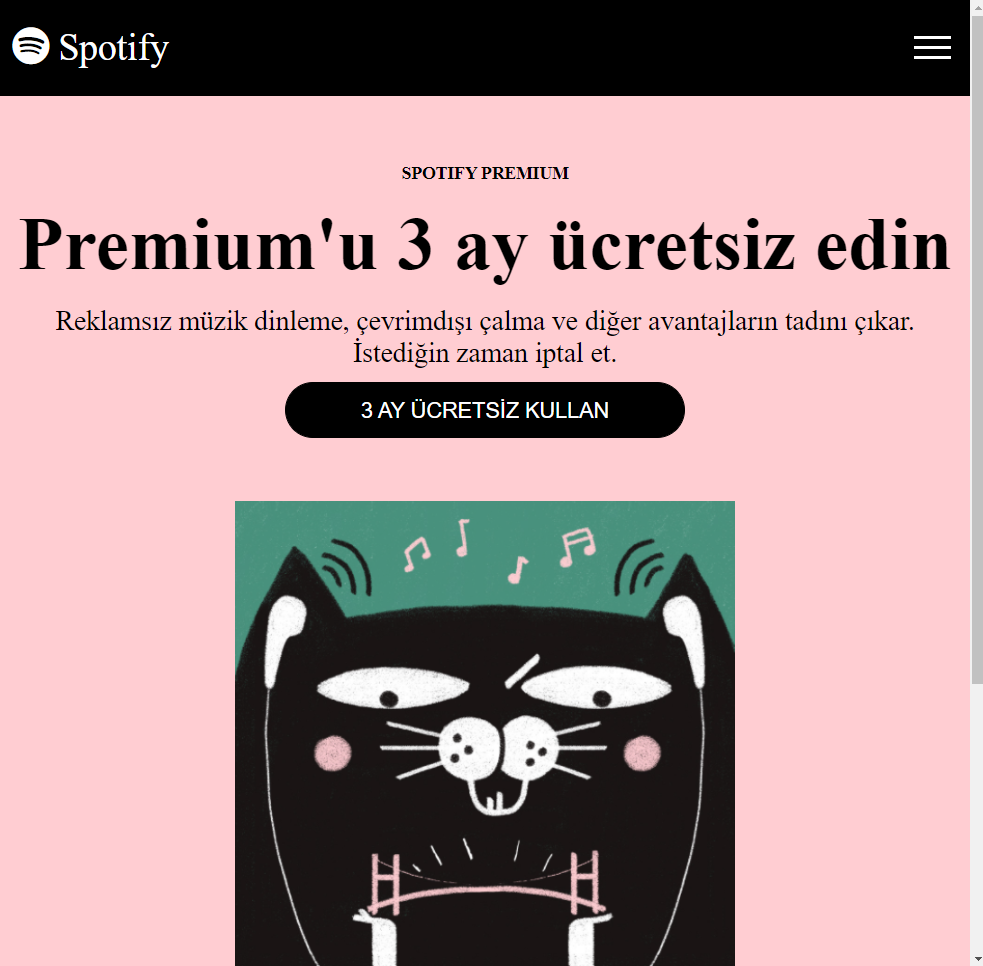 Spotify
SPOTIFY PREMIUM
Premium'u 3 ay ücretsiz edin
Reklamsız müzik dinleme, çevrimdışı çalma ve diğer avantajların tadını çıkar.
İstediğin zaman iptal et.
3 AY ÜCRETSİZ KULLAN